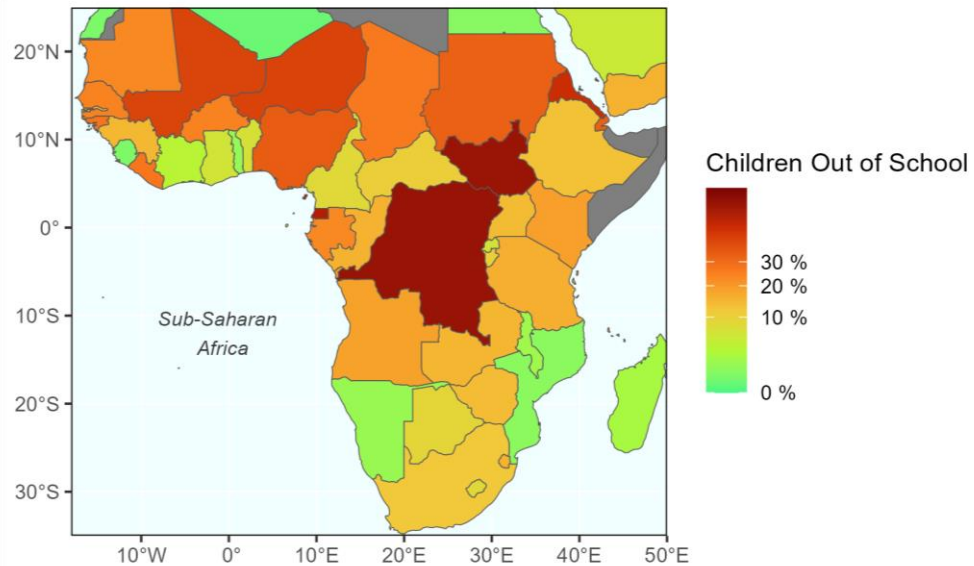 20°N
10°N
0°
10°S
20°S
30°S
Sub-Saharan
Africa
10°W
0°
10°E
20°E
30°E
40°E
50°E
Children Out of School
30 %
20 %
10 %
0 %